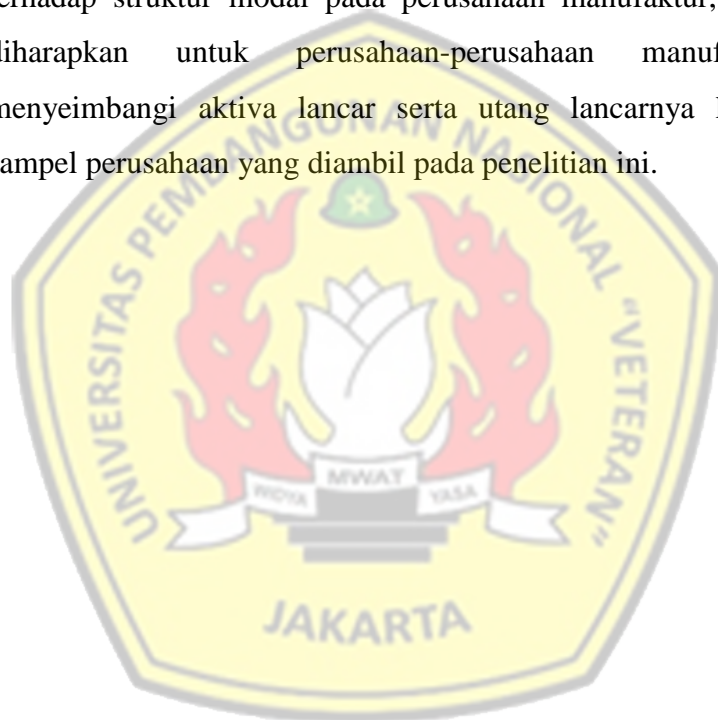 terhadap struktur modal pada perusahaan manufaktur,
diharapkan untuk perusahaan-perusahaan
menyeimbangi aktiva lancar serta utang lancarnya
sampel perusahaan yang diambil pada penelitian ini.
UNIVERSITAS PEMBANGUNAN NASIONAL “VETERAN”
WIDYA MWAT YASA
JAKARTA